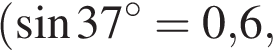 (sin 37° = 0,6,